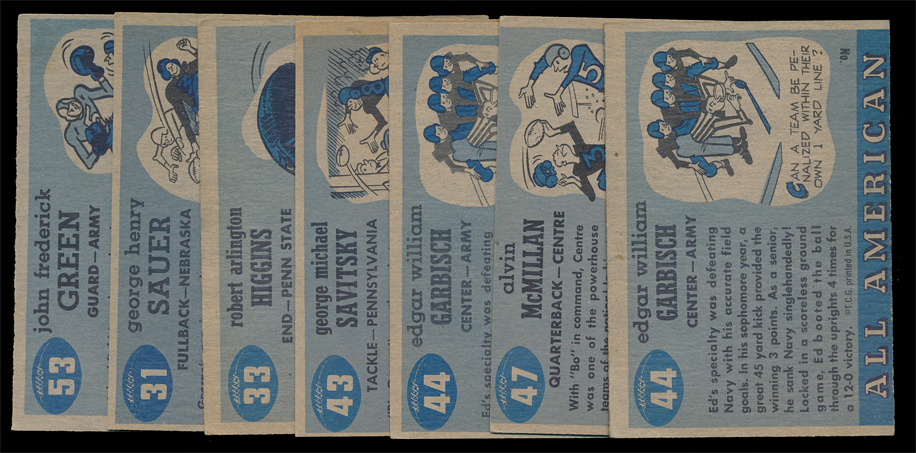 53
john frederick
GREEN
GUARD—ARMY
31
george henry
SAUER
FULLBACK—NEBRASKA
33
robert arlington
HIGGINS
END—PENN STATE
43
george michael
SAVITSKY
TACKLE—PENNSYLVANIA
44
edgar william
GARBISCH
CENTER—ARMY
Ed's specialty was defeating
47
alvin
McMILLAN
QUARTERBACK—CENTRE
With "Bo" in command, Centre
was one of the powerhouse
44
edgar william
GARBISCH
CENTER—ARMY
Ed's specialty was defeating
Navy with his accurate field
goals. In his sophomore year, a
great 45 yard kick provided the
winning 3 points. As a senior,
he sank Navy singlehandedly!
Locked in a scoreless ground
game, Ed booted the ball
through the uprights 4 times for
a 12-0 victory. ©T.C.G. printed in U.S.A.
CAN A TEAM BE PE-
NALIZED WITHIN THEIR
OWN 1 YARD LINE?
NO.
ALL AMERICAN